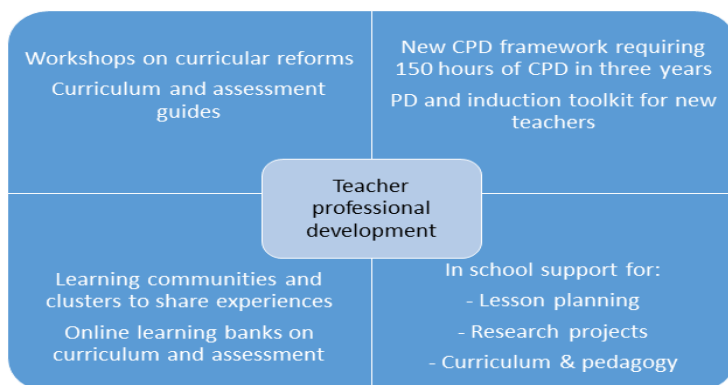 Workshops on curricular reforms
Curriculum and assessment
guides
New CPD framework requiring
150 hours of CPD in three years
PD and induction toolkit for new
teachers
Teacher
professional
development
Learning communities and
clusters to share experiences
Online learning banks on
curriculum and assessment
In school support for:
- Lesson planning
- Research projects
- Curriculum & pedagogy